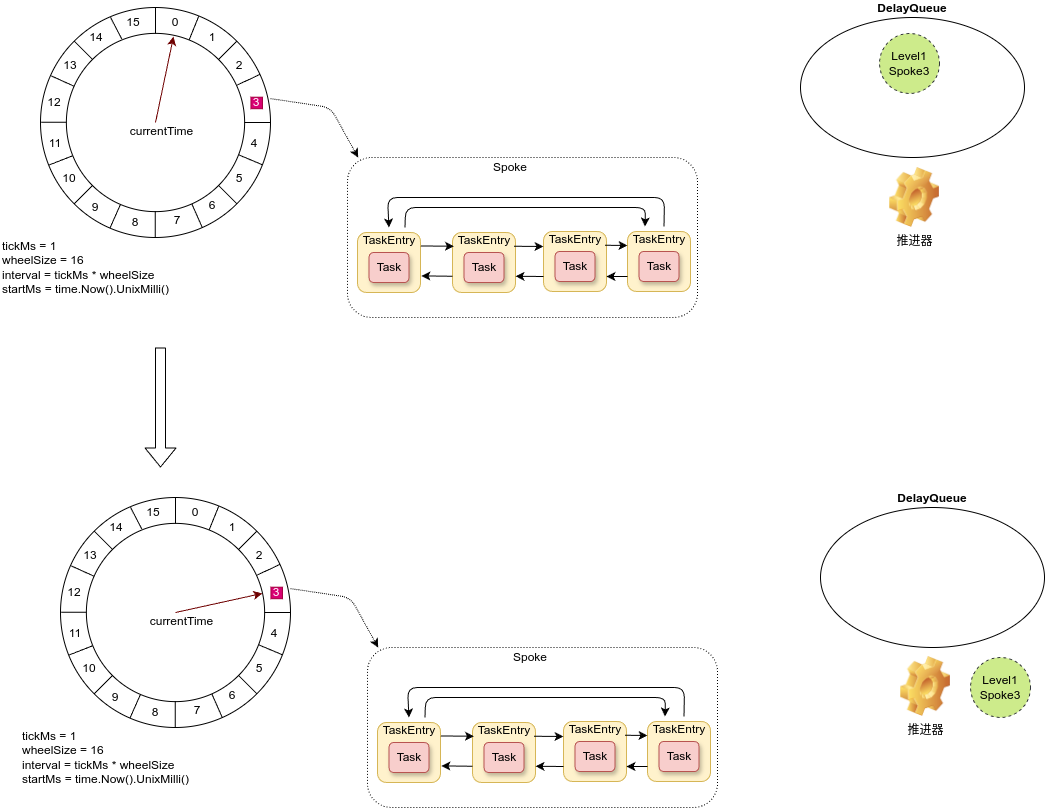 DelayQueue
0
1
2
3
4
5
6
7
8
9
10
11
12
13
14
15
currentTime
Level1
Spoke3
推进器
Spoke
TaskEntry
Task
TaskEntry
Task
TaskEntry
Task
TaskEntry
Task
tickMs = 1
wheelSize = 16
interval = tickMs * wheelSize
startMs = time.Now().UnixMilli()
DelayQueue
0
1
2
3
4
5
6
7
8
9
10
11
12
13
14
15
currentTime
Level1
Spoke3
推进器
Spoke
TaskEntry
Task
TaskEntry
Task
TaskEntry
Task
TaskEntry
Task
tickMs = 1
wheelSize = 16
interval = tickMs * wheelSize
startMs = time.Now().UnixMilli()